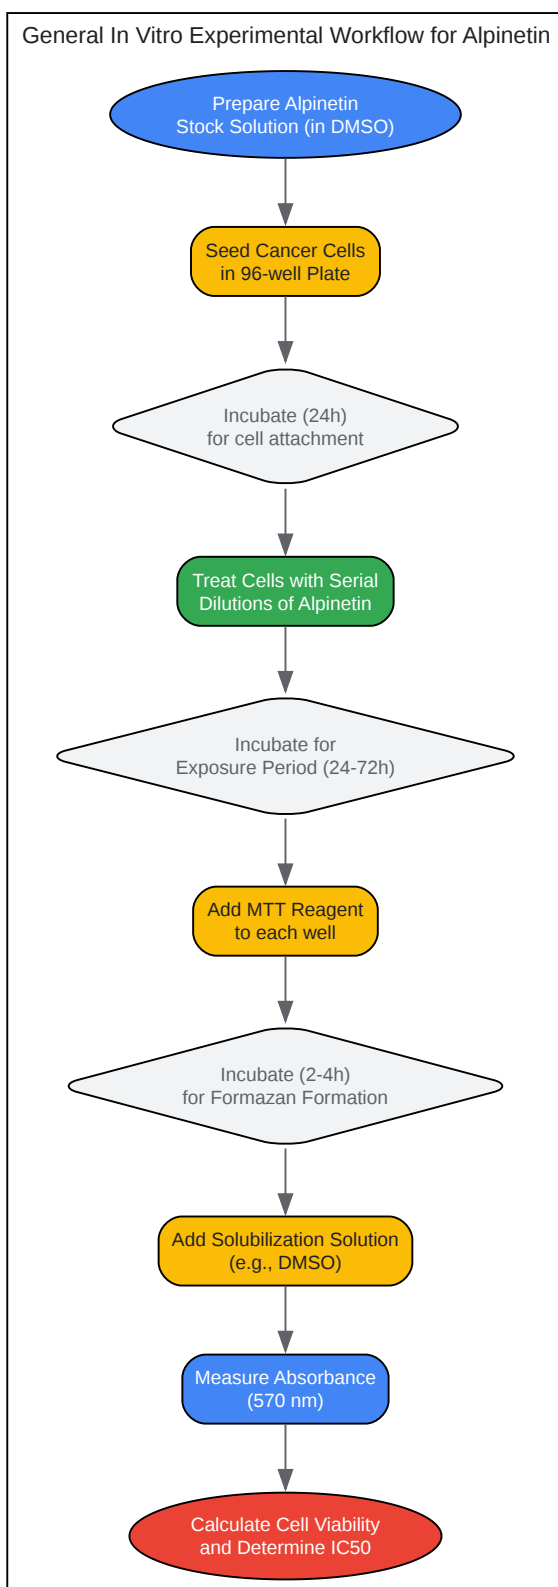 General In Vitro Experimental Workflow for Alpinetin
Prepare Alpinetin
Stock Solution (in DMSO)
Seed Cancer Cells
in 96-well Plate
Incubate (24h)
for cell attachment
Treat Cells with Serial
Dilutions of Alpinetin
Incubate for
Exposure Period (24-72h)
Add MTT Reagent
to each well
Incubate (2-4h)
for Formazan Formation
Add Solubilization Solution
(e.g., DMSO)
Measure Absorbance
(570 nm)
Calculate Cell Viability
and Determine IC50